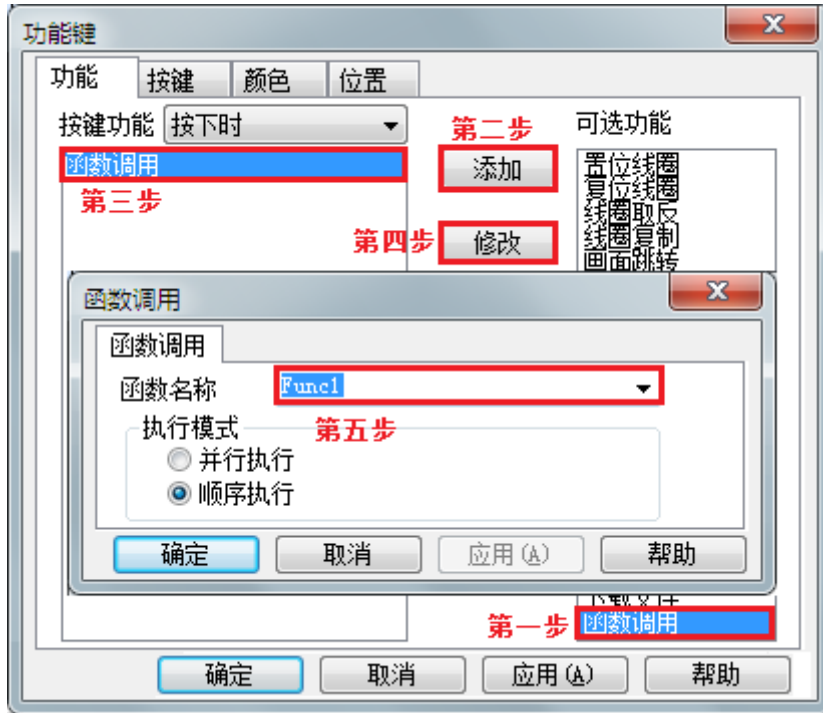 功能键
功能 按键 颜色 位置
按键功能 按下时
第二步
可选功能
函数调用
添加
置位线圈
复位线圈
第三步
线圈取反
第四步 修改
线圈复制
画面跳转
函数调用
函数调用
函数名称 Func1
执行模式 第五步
并行执行
顺序执行
确定 取消 应用(A) 帮助
下载文件
第一步 函数调用
确定 取消 应用(A) 帮助